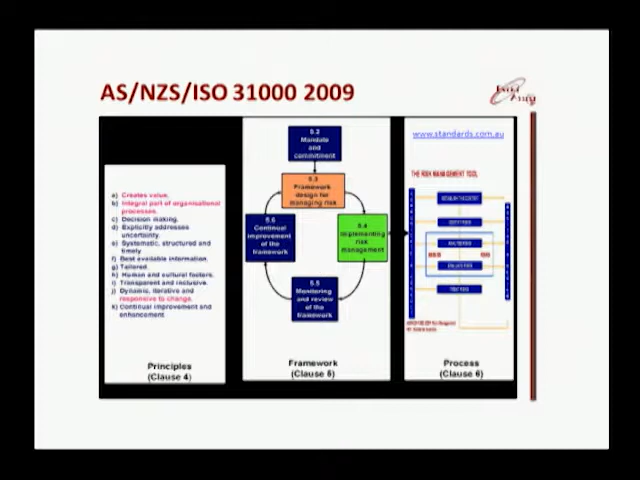 AS/NZS/ISO 31000 2009
a) Creates value.
b) Integral part of organisational
processes.
c) Decision making.
d) Explicitly addresses
uncertainty.
e) Systematic, structured and
timely
f) Best available information.
g) Tailored.
h) Human and cultural factors.
i) Transparent and inclusive.
j) Dynamic, iterative and
responsive to change.
k) Continual improvement and
enhancement
Principles
(Clause 4)
5.2
Mandate
and
commitment
5.3
Framework
design for
managing risk
5.6
Continual
improvement
of the
framework
5.4
Implementing
risk
management
5.5
Monitoring
and review
of the
framework
Framework
(Clause 5)
www.standards.com.au
THE RISK MANAGEMENT TOOL
Process
(Clause 6)